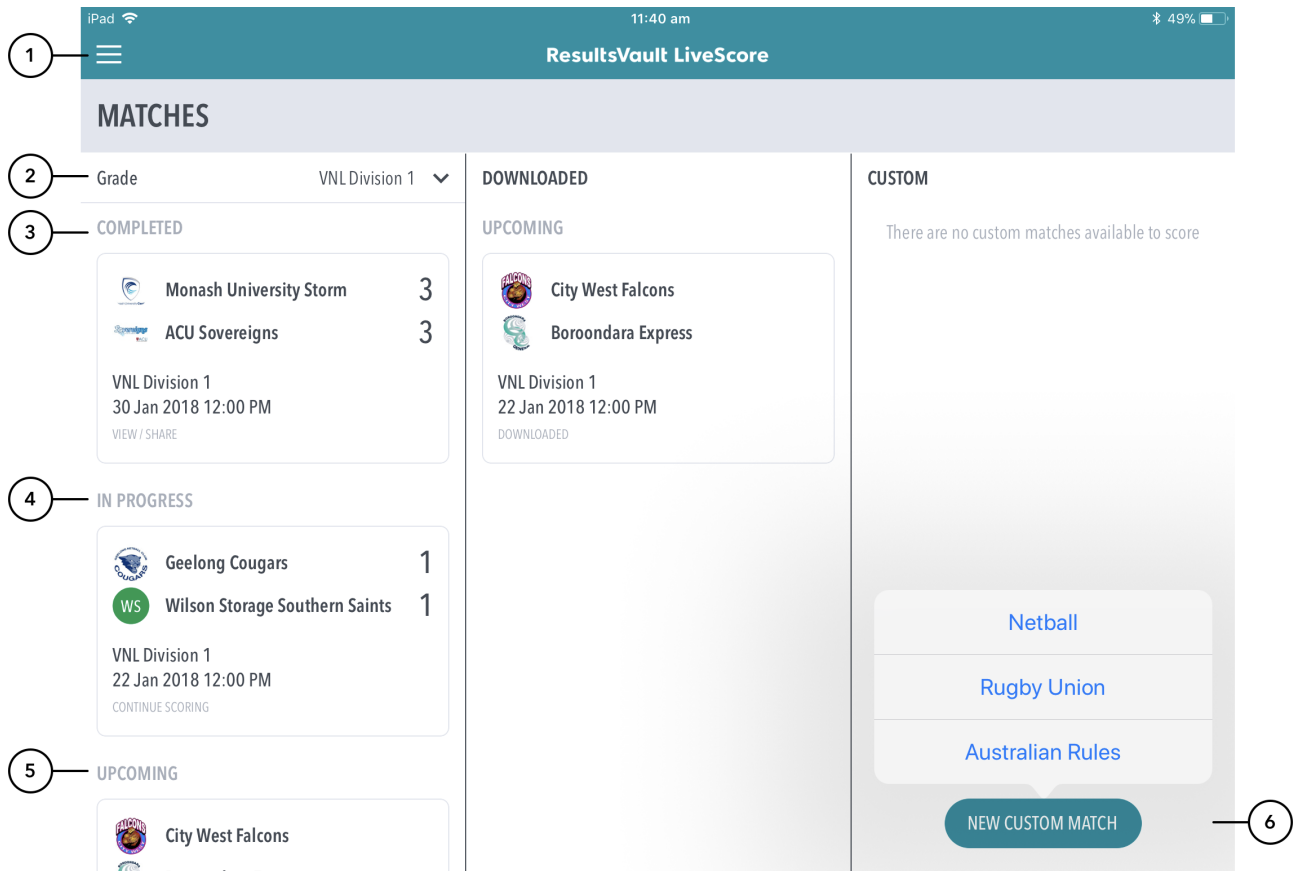 iPad 11:40 am 49%
1
ResultsVault LiveScore
MATCHES
2
Grade VNL Division 1
3
COMPLETED
Monash University Storm 3
ACU Sovereigns 3
VNL Division 1
30 Jan 2018 12:00 PM
VIEW / SHARE
4
IN PROGRESS
COUGARS
Geelong Cougars 1
WS Wilson Storage Southern Saints 1
VNL Division 1
22 Jan 2018 12:00 PM
CONTINUE SCORING
5
UPCOMING
FALCONS
City West Falcons
DOWNLOADED
UPCOMING
FALCONS
City West Falcons
Boroondara Express
VNL Division 1
22 Jan 2018 12:00 PM
DOWNLOADED
CUSTOM
There are no custom matches available to score
Netball
Rugby Union
Australian Rules
NEW CUSTOM MATCH
6